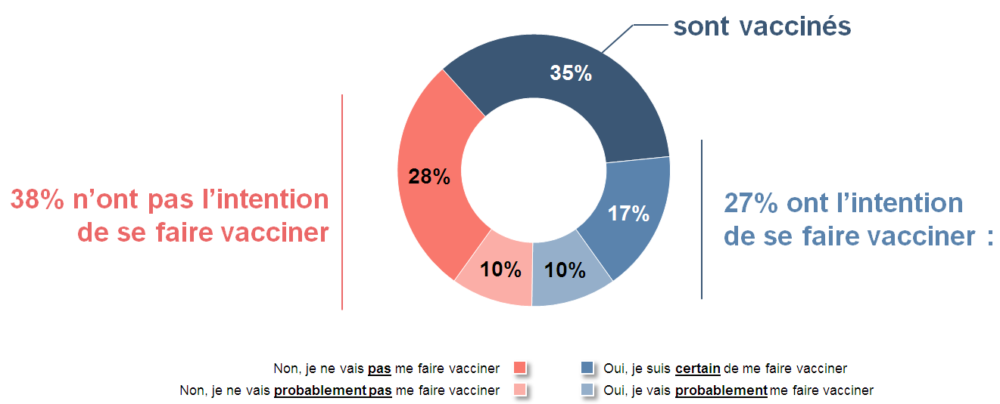 sont vaccinés
35%
28%
17%
10%
10%
38% n’ont pas l’intention
de se faire vacciner
27% ont l’intention
de se faire vacciner :
Non, je ne vais pas me faire vacciner
Oui, je suis certain de me faire vacciner
Non, je ne vais probablement pas me faire vacciner
Oui, je vais probablement me faire vacciner